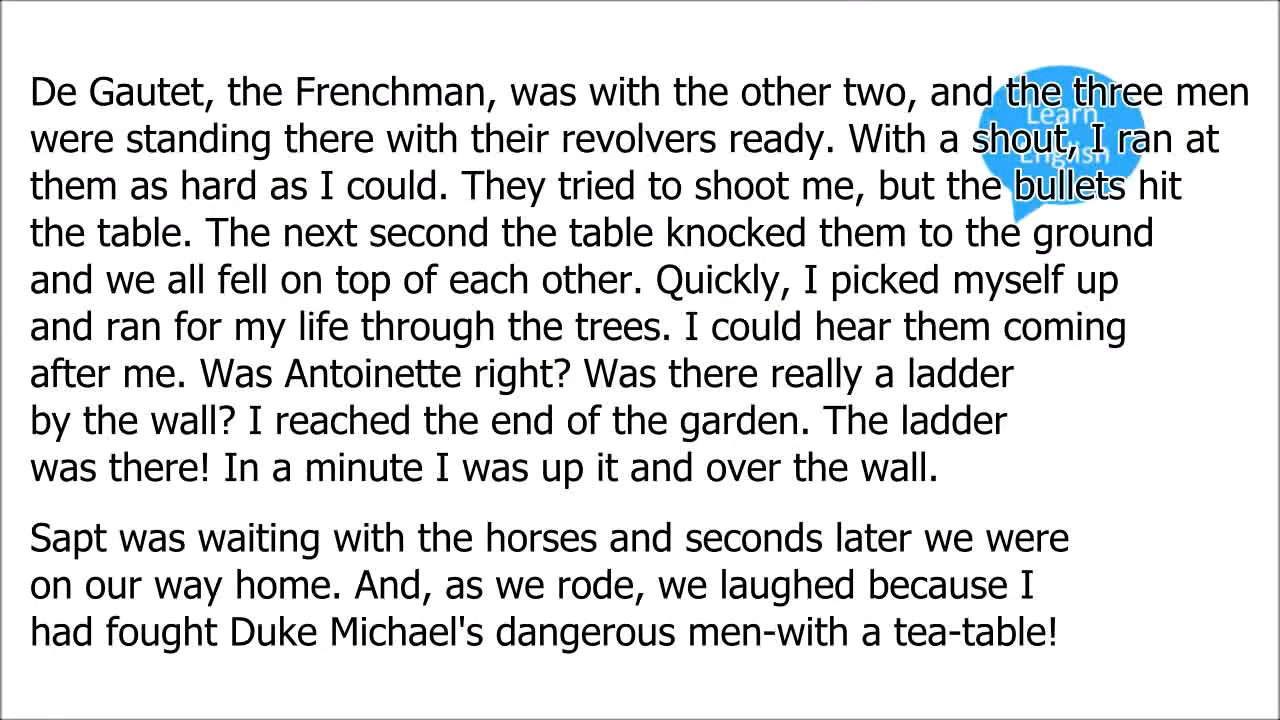 De Gautet, the Frenchman, was with the other two, and the three men
were standing there with their revolvers ready. With a shout, I ran at
them as hard as I could. They tried to shoot me, but the bullets hit
the table. The next second the table knocked them to the ground
and we all fell on top of each other. Quickly, I picked myself up
and ran for my life through the trees. I could hear them coming
after me. Was Antoinette right? Was there really a ladder
by the wall? I reached the end of the garden. The ladder
was there! In a minute I was up it and over the wall.
Sapt was waiting with the horses and seconds later we were
on our way home. And, as we rode, we laughed because I
had fought Duke Michael's dangerous men-with a tea-table!
Learn
English